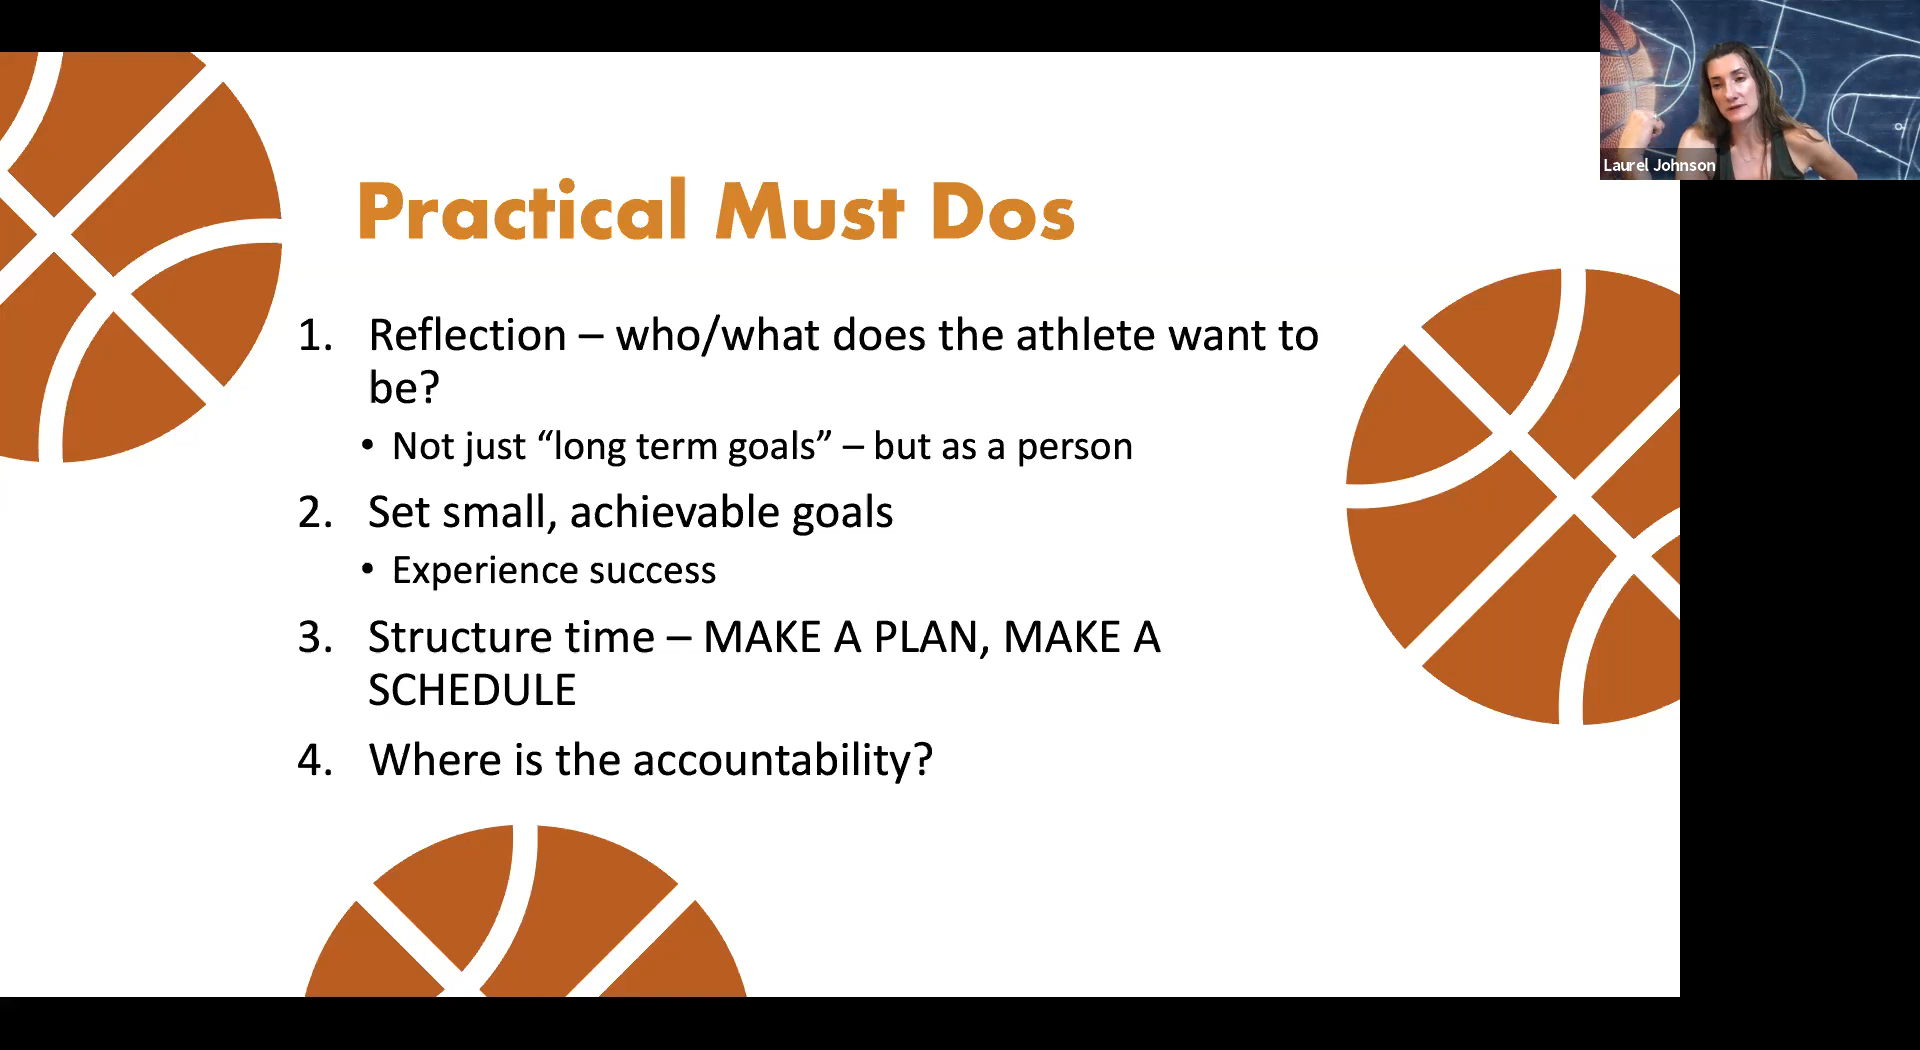 Laurel Johnson
Practical Must Dos
1. Reflection – who/what does the athlete want to
be?
• Not just “long term goals” – but as a person
2. Set small, achievable goals
• Experience success
3. Structure time – MAKE A PLAN, MAKE A
SCHEDULE
4. Where is the accountability?